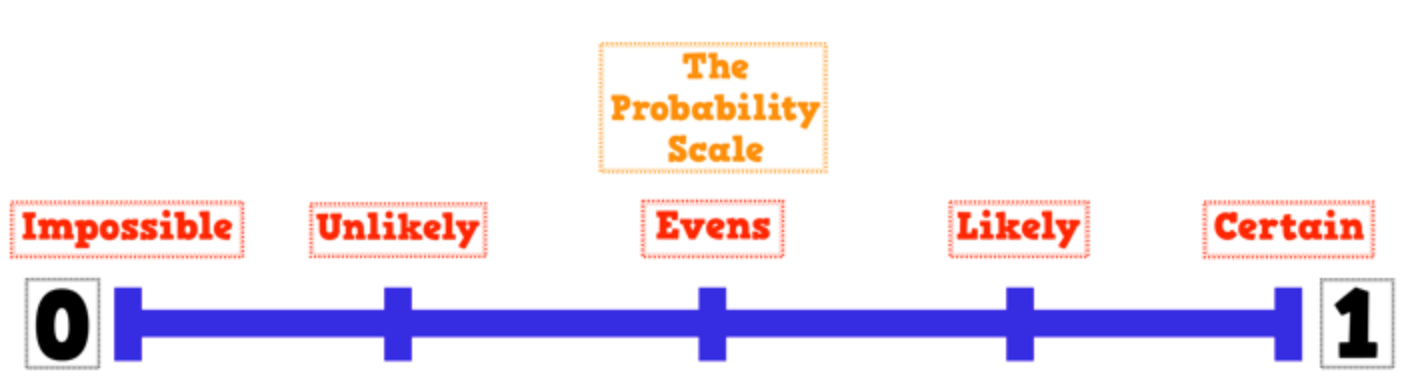 The
Probability
Scale
Impossible Unlikely Evens Likely Certain
0 1